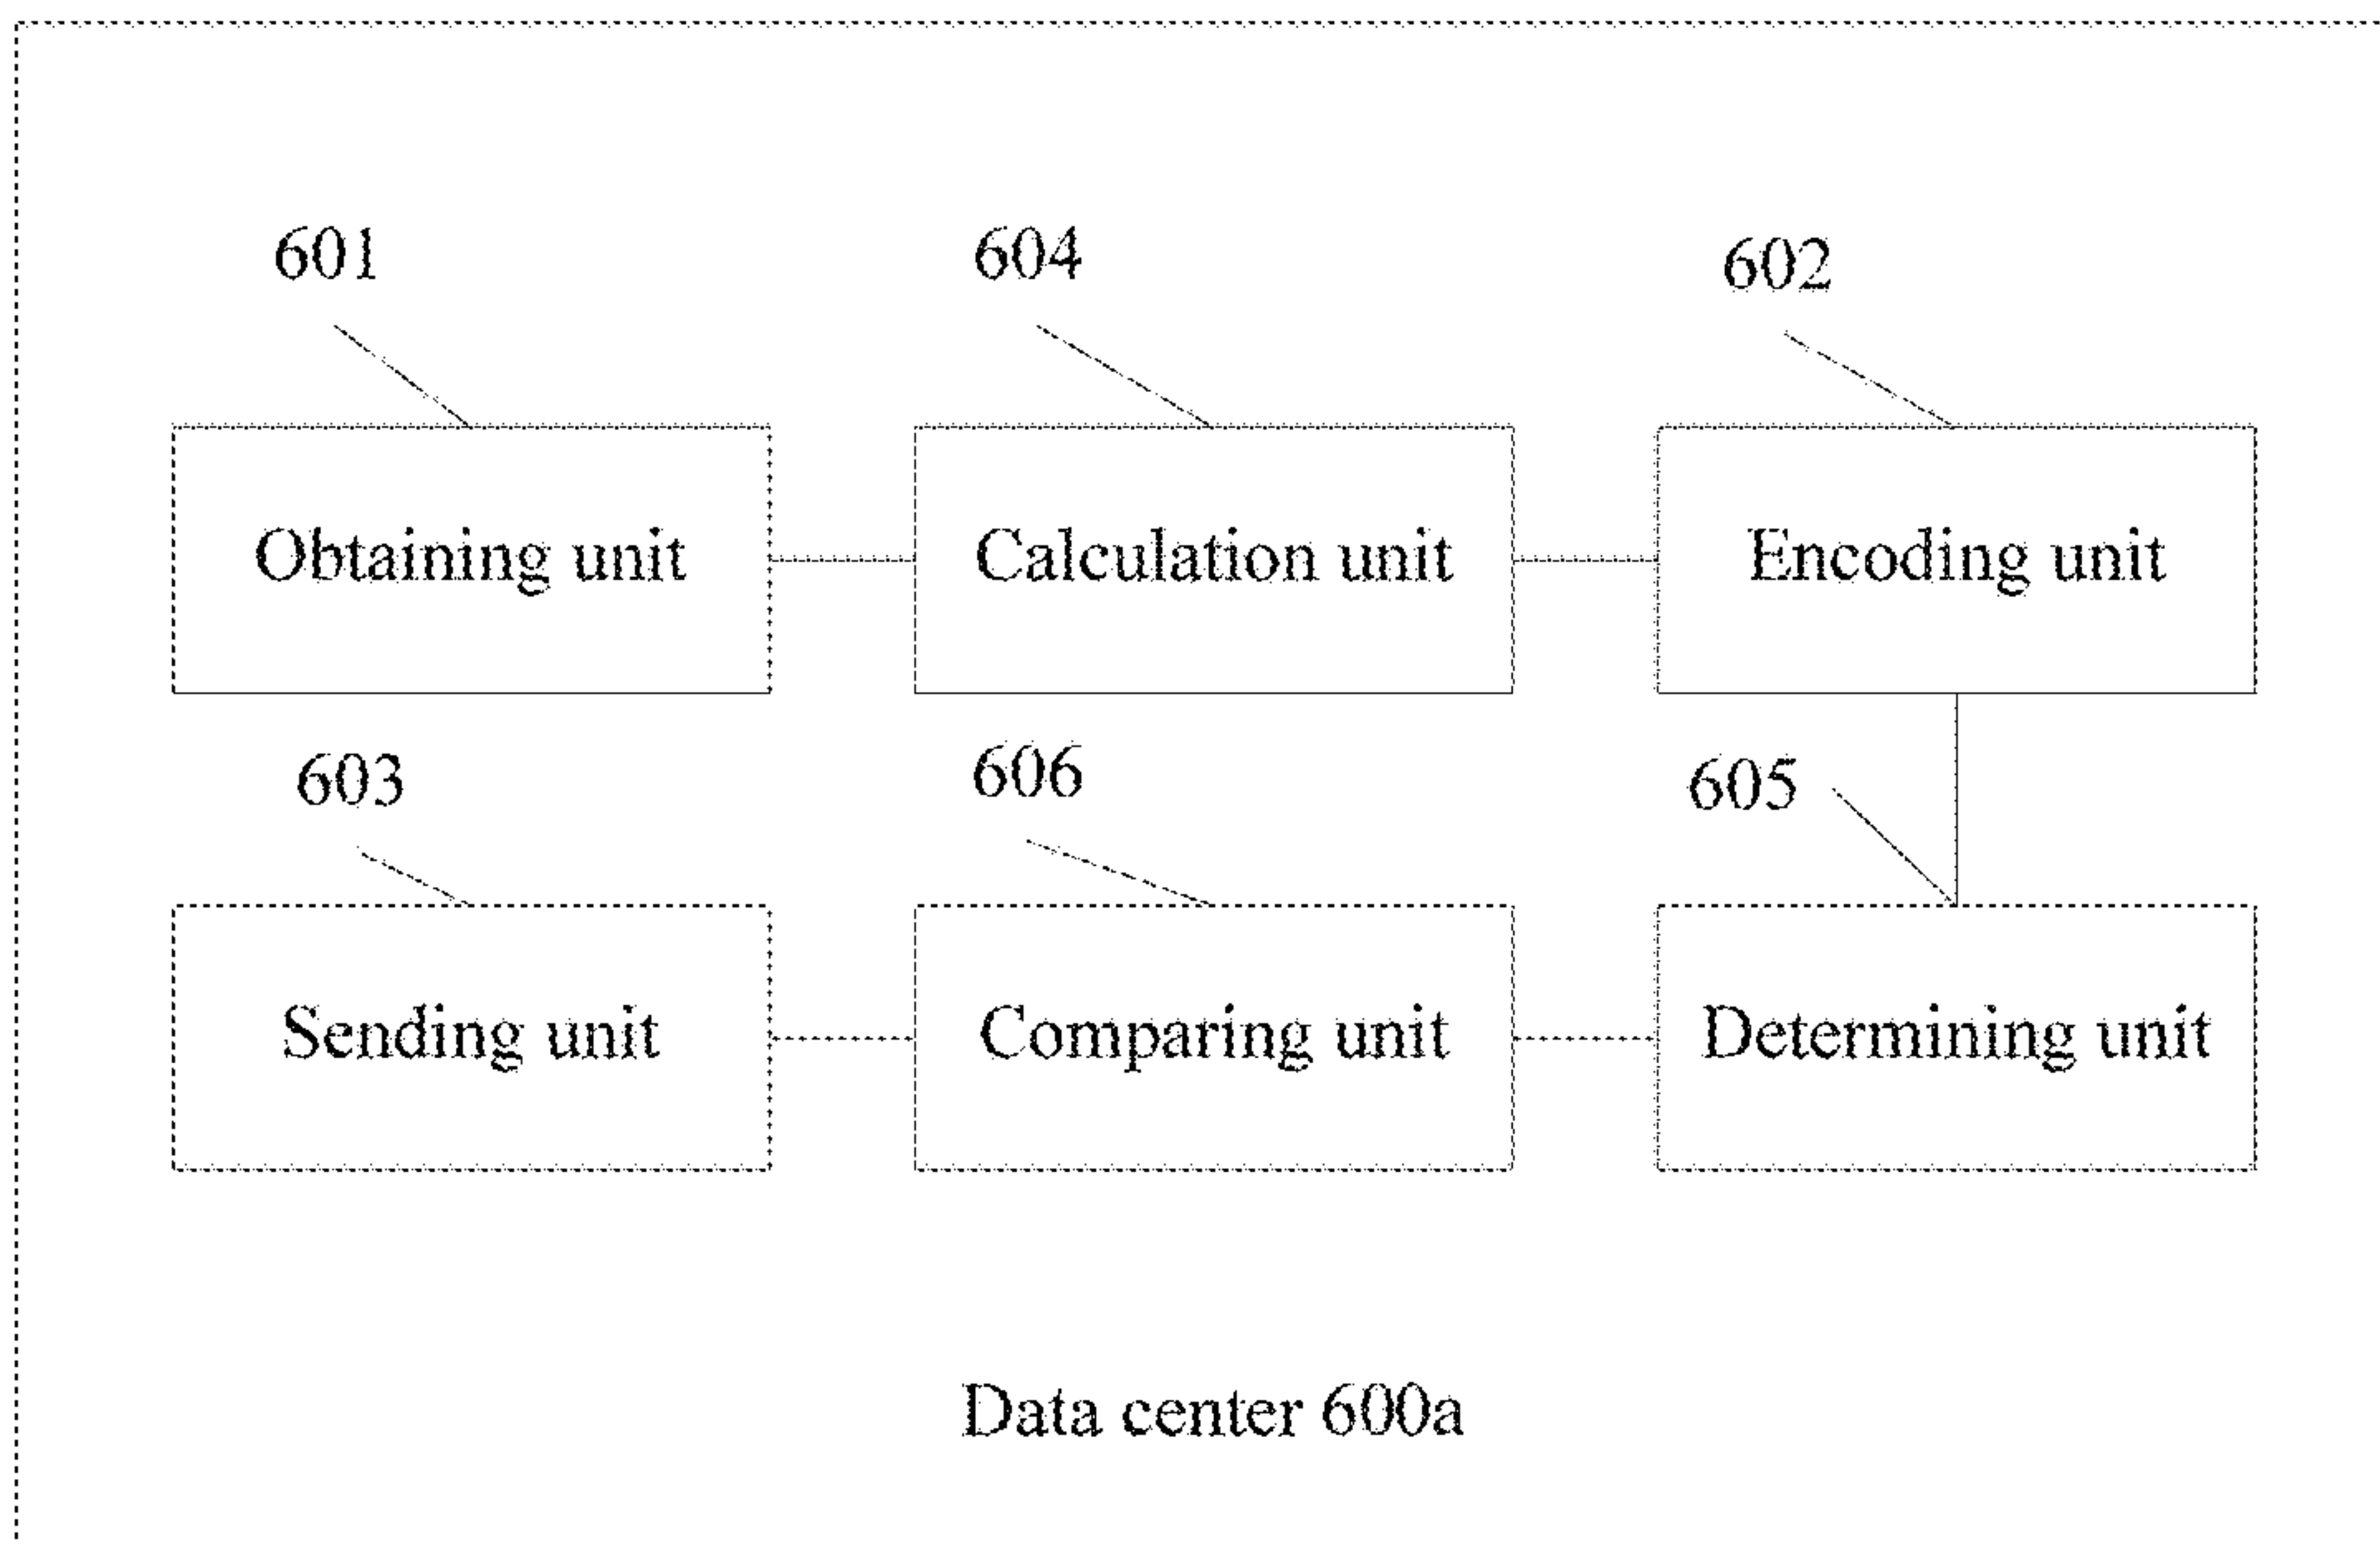 601
604
602
Obtaining unit
Calculation unit
Encoding unit
603
606
605
Sending unit
Comparing unit
Determining unit
Data center 600a